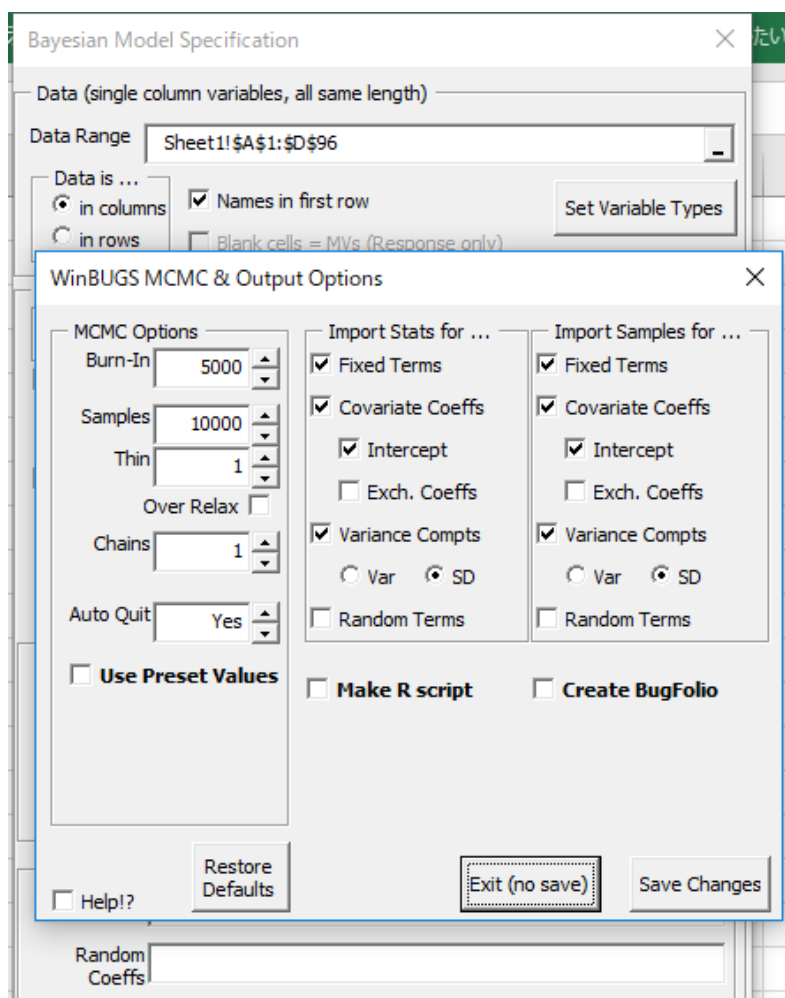 Bayesian Model Specification
たい
Data (single column variables, all same length)
Data Range Sheet1!$A$1:$D$96
Data is ...
in columns
in rows
Names in first row
Set Variable Types
Blank cells = MVs (Response only)
WinBUGS MCMC & Output Options
MCMC Options
Burn-In 5000
Samples 10000
Thin 1
Over Relax
Chains 1
Auto Quit Yes
Use Preset Values
Import Stats for ...
Fixed Terms
Covariate Coeffs
Intercept
Exch. Coeffs
Variance Compts
Var SD
Random Terms
Import Samples for ...
Fixed Terms
Covariate Coeffs
Intercept
Exch. Coeffs
Variance Compts
Var SD
Random Terms
Make R script
Create BugFolio
Help!?
Restore
Defaults
Exit (no save)
Save Changes
Random
Coeffs